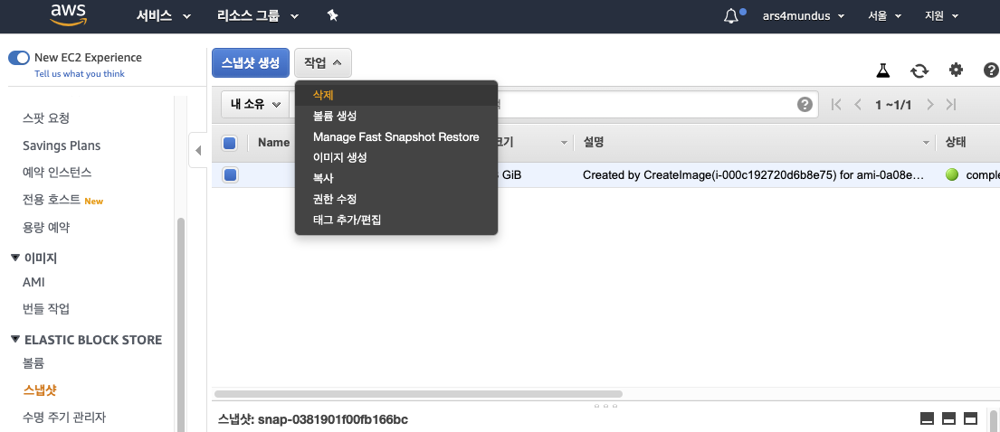 aws
서비스
리소스 그룹
ars4mundus
서울
지원
New EC2 Experience
Tell us what you think
스팟 요청
Savings Plans
예약 인스턴스
전용 호스트 New
용량 예약
이미지
AMI
번들 작업
ELASTIC BLOCK STORE
볼륨
스냅샷
수명 주기 관리자
스냅샷 생성
작업
내 소유
1 ~1/1
삭제
볼륨 생성
Manage Fast Snapshot Restore
이미지 생성
복사
권한 수정
태그 추가/편집
Name
설명
상태
GiB
Created by CreateImage(i-000c192720d6b8e75) for ami-0a08e...
comple
스냅샷: snap-0381901f00fb166bc